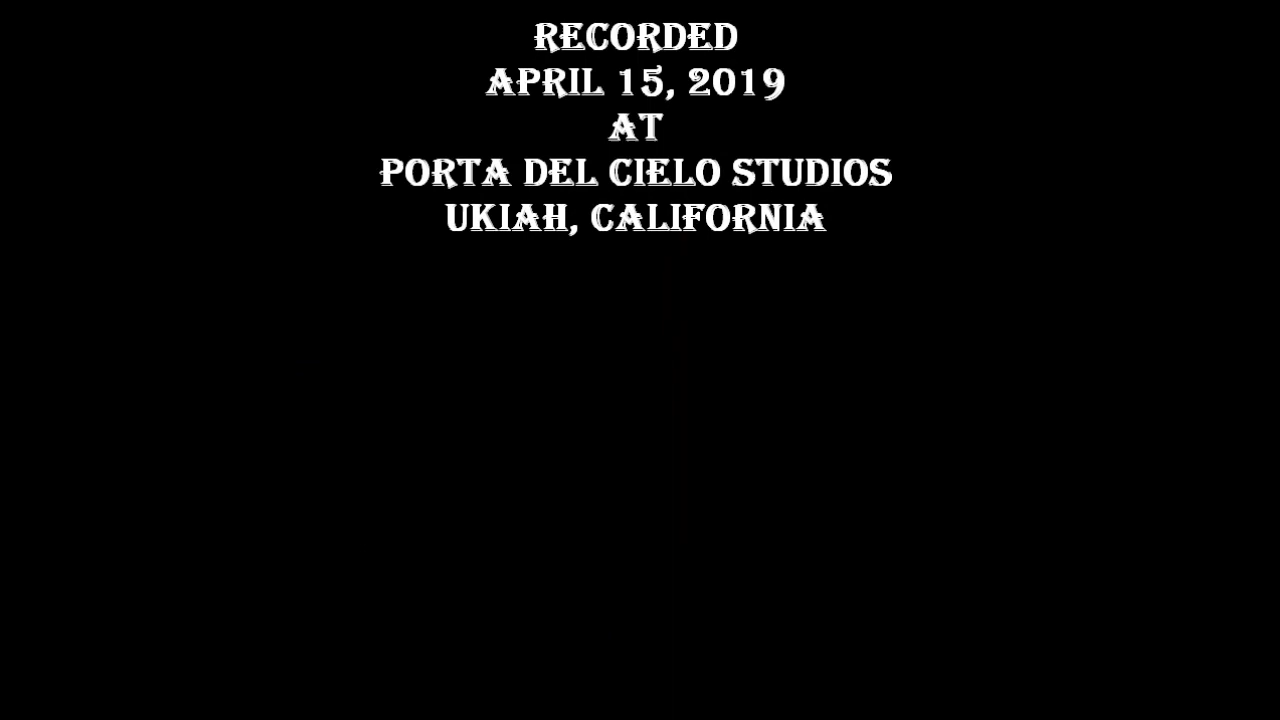 RECORDED
APRIL 15, 2019
AT
PORTA DEL CIELO STUDIOS
UKIAH, CALIFORNIA